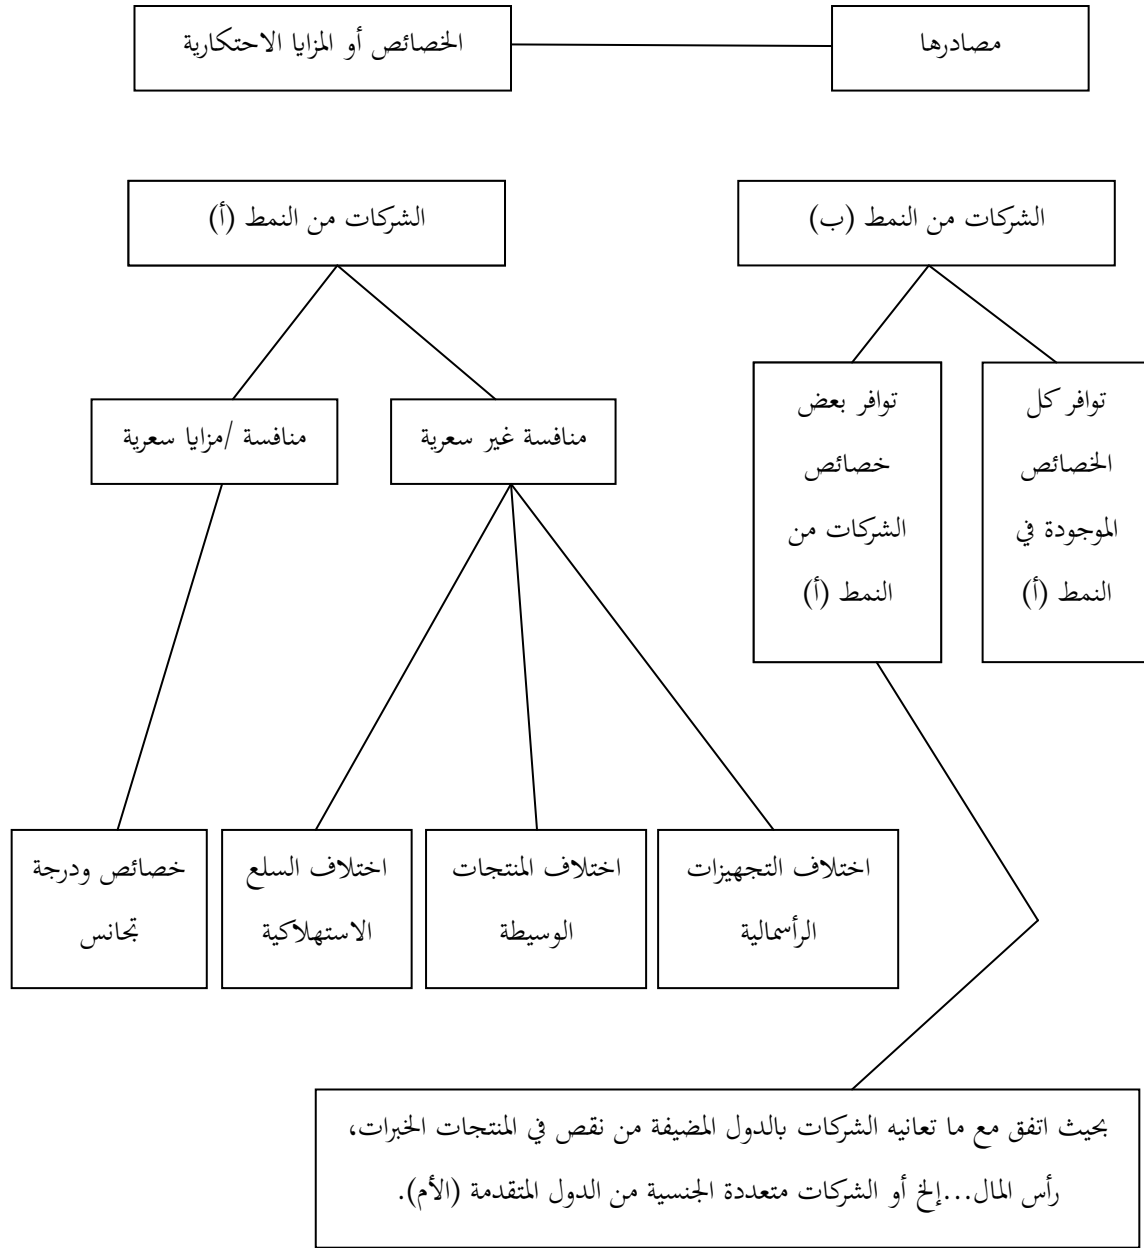 مصادرها
الخصائص أو المزايا الاحتكارية
الشركات من النمط (ب)
الشركات من النمط (أ)
توافر كل
الخصائص
الموجودة في
النمط (أ)
توافر بعض
خصائص
الشركات من
النمط (أ)
منافسة غير سعرية
منافسة /مزايا سعرية
اختلاف التجهيزات
الرأسمالية
اختلاف المنتجات
الوسيطة
اختلاف السلع
الاستهلاكية
خصائص ودرجة
تجانس
بحيث اتفق مع ما تعانيه الشركات بالدول المضيفة من نقص في المنتجات الخبرات،
رأس المال...إلخ أو الشركات متعددة الجنسية من الدول المتقدمة (الأم).